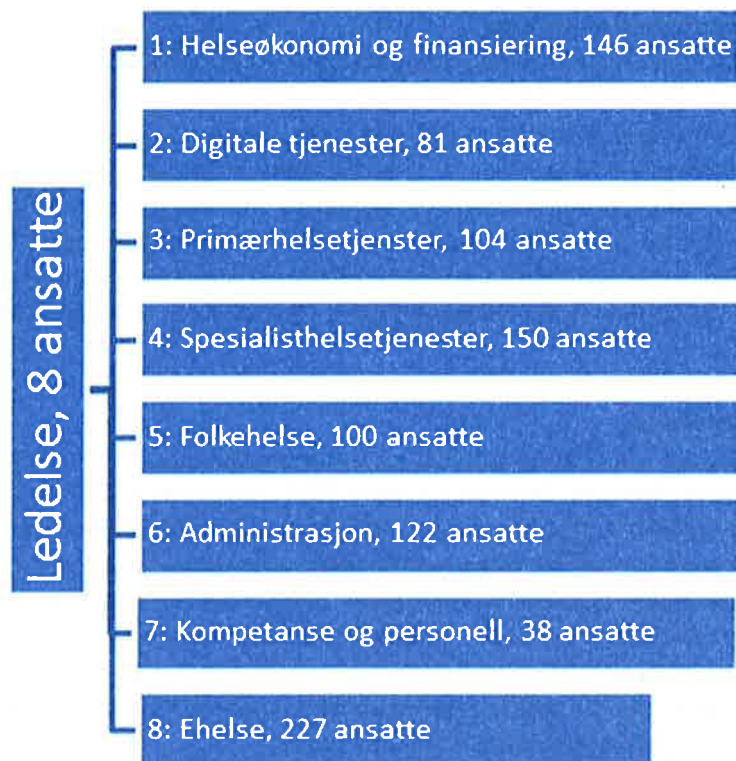 Ledelse, 8 ansatte
1: Helseøkonomi og finansiering, 146 ansatte
2: Digitale tjenester, 81 ansatte
3: Primærhelsetjenster, 104 ansatte
4: Spesialisthelsetjenester, 150 ansatte
5: Folkehelse, 100 ansatte
6: Administrasjon, 122 ansatte
7: Kompetanse og personell, 38 ansatte
8: Ehelse, 227 ansatte